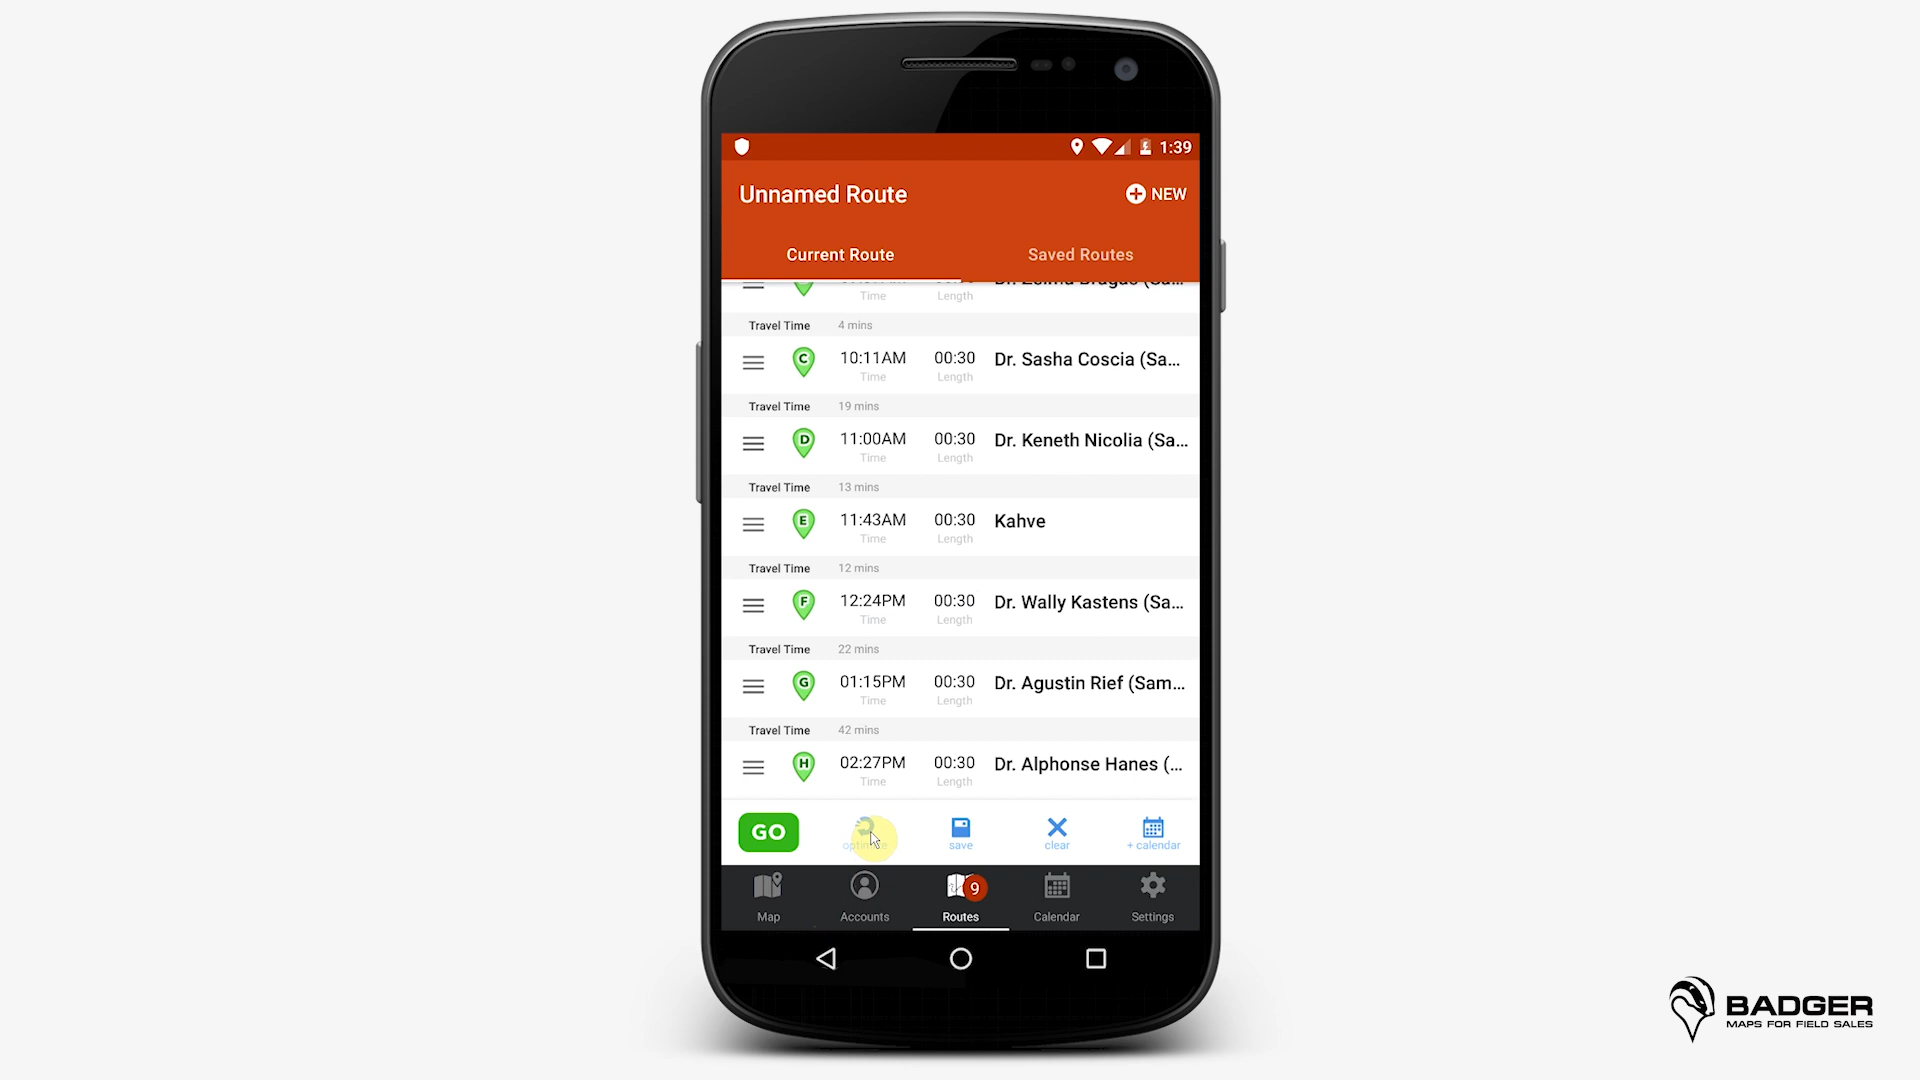 1:39
Unnamed Route
NEW
Current Route
Saved Routes
Time
Length
Travel Time 4 mins
C 10:11AM 00:30 Dr. Sasha Coscia (Sa...
Time Length
Travel Time 19 mins
D 11:00AM 00:30 Dr. Keneth Nicolia (Sa...
Time Length
Travel Time 13 mins
E 11:43AM 00:30 Kahve
Time Length
Travel Time 12 mins
F 12:24PM 00:30 Dr. Wally Kastens (Sa...
Time Length
Travel Time 22 mins
G 01:15PM 00:30 Dr. Agustin Rief (Sam...
Time Length
Travel Time 42 mins
H 02:27PM 00:30 Dr. Alphonse Hanes (...
Time Length
GO
save
clear
+ calendar
9
Map
Accounts
Routes
Calendar
Settings
BADGER
MAPS FOR FIELD SALES